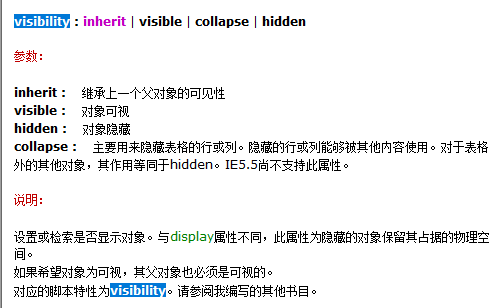 visibility : inherit | visible | collapse | hidden
参数：
inherit： 继承上一个父对象的可见性
visible： 对象可视
hidden： 对象隐藏
collapse： 主要用来隐藏表格的行或列。隐藏的行或列能够被其他内容使用。对于表格
外的其他对象，其作用等同于hidden。IE5.5尚不支持此属性。
说明：
设置或检索是否显示对象。与display属性不同，此属性为隐藏的对象保留其占据的物理空
间。
如果希望对象为可视，其父对象也必须是可视的。
对应的脚本特性为visibility。请参阅我编写的其他书目。